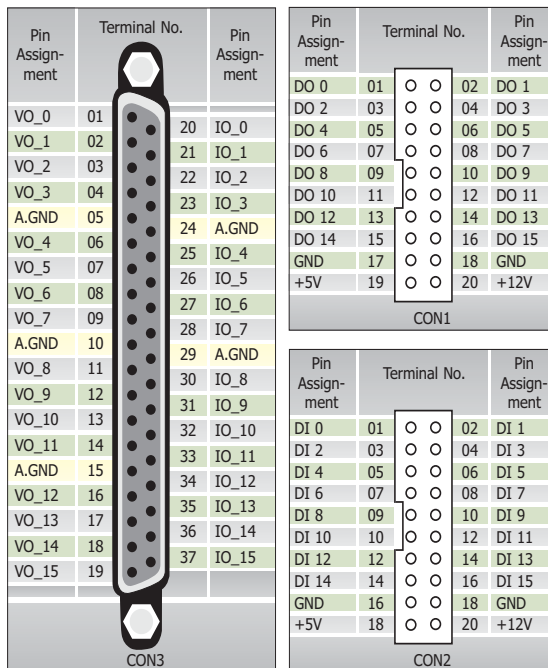 Pin Assign- ment
Terminal No.
Pin Assign- ment
VO_0 01
VO_1 02
VO_2 03
VO_3 04
A.GND 05
VO_4 06
VO_5 07
VO_6 08
VO_7 09
A.GND 10
VO_8 11
VO_9 12
VO_10 13
VO_11 14
A.GND 15
VO_12 16
VO_13 17
VO_14 18
VO_15 19
20 IO_0
21 IO_1
22 IO_2
23 IO_3
24 A.GND
25 IO_4
26 IO_5
27 IO_6
28 IO_7
29 A.GND
30 IO_8
31 IO_9
32 IO_10
33 IO_11
34 IO_12
35 IO_13
36 IO_14
37 IO_15
CON3
Pin Assign- ment
Terminal No.
Pin Assign- ment
DO 0 01 02 DO 1
DO 2 03 04 DO 3
DO 4 05 06 DO 5
DO 6 07 08 DO 7
DO 8 09 10 DO 9
DO 10 11 12 DO 11
DO 12 13 14 DO 13
DO 14 15 16 DO 15
GND 17 18 GND
+5V 19 20 +12V
CON1
Pin Assign- ment
Terminal No.
Pin Assign- ment
DI 0 01 02 DI 1
DI 2 03 04 DI 3
DI 4 05 06 DI 5
DI 6 07 08 DI 7
DI 8 09 10 DI 9
DI 10 10 12 DI 11
DI 12 12 14 DI 13
DI 14 14 16 DI 15
GND 16 18 GND
+5V 18 20 +12V
CON2